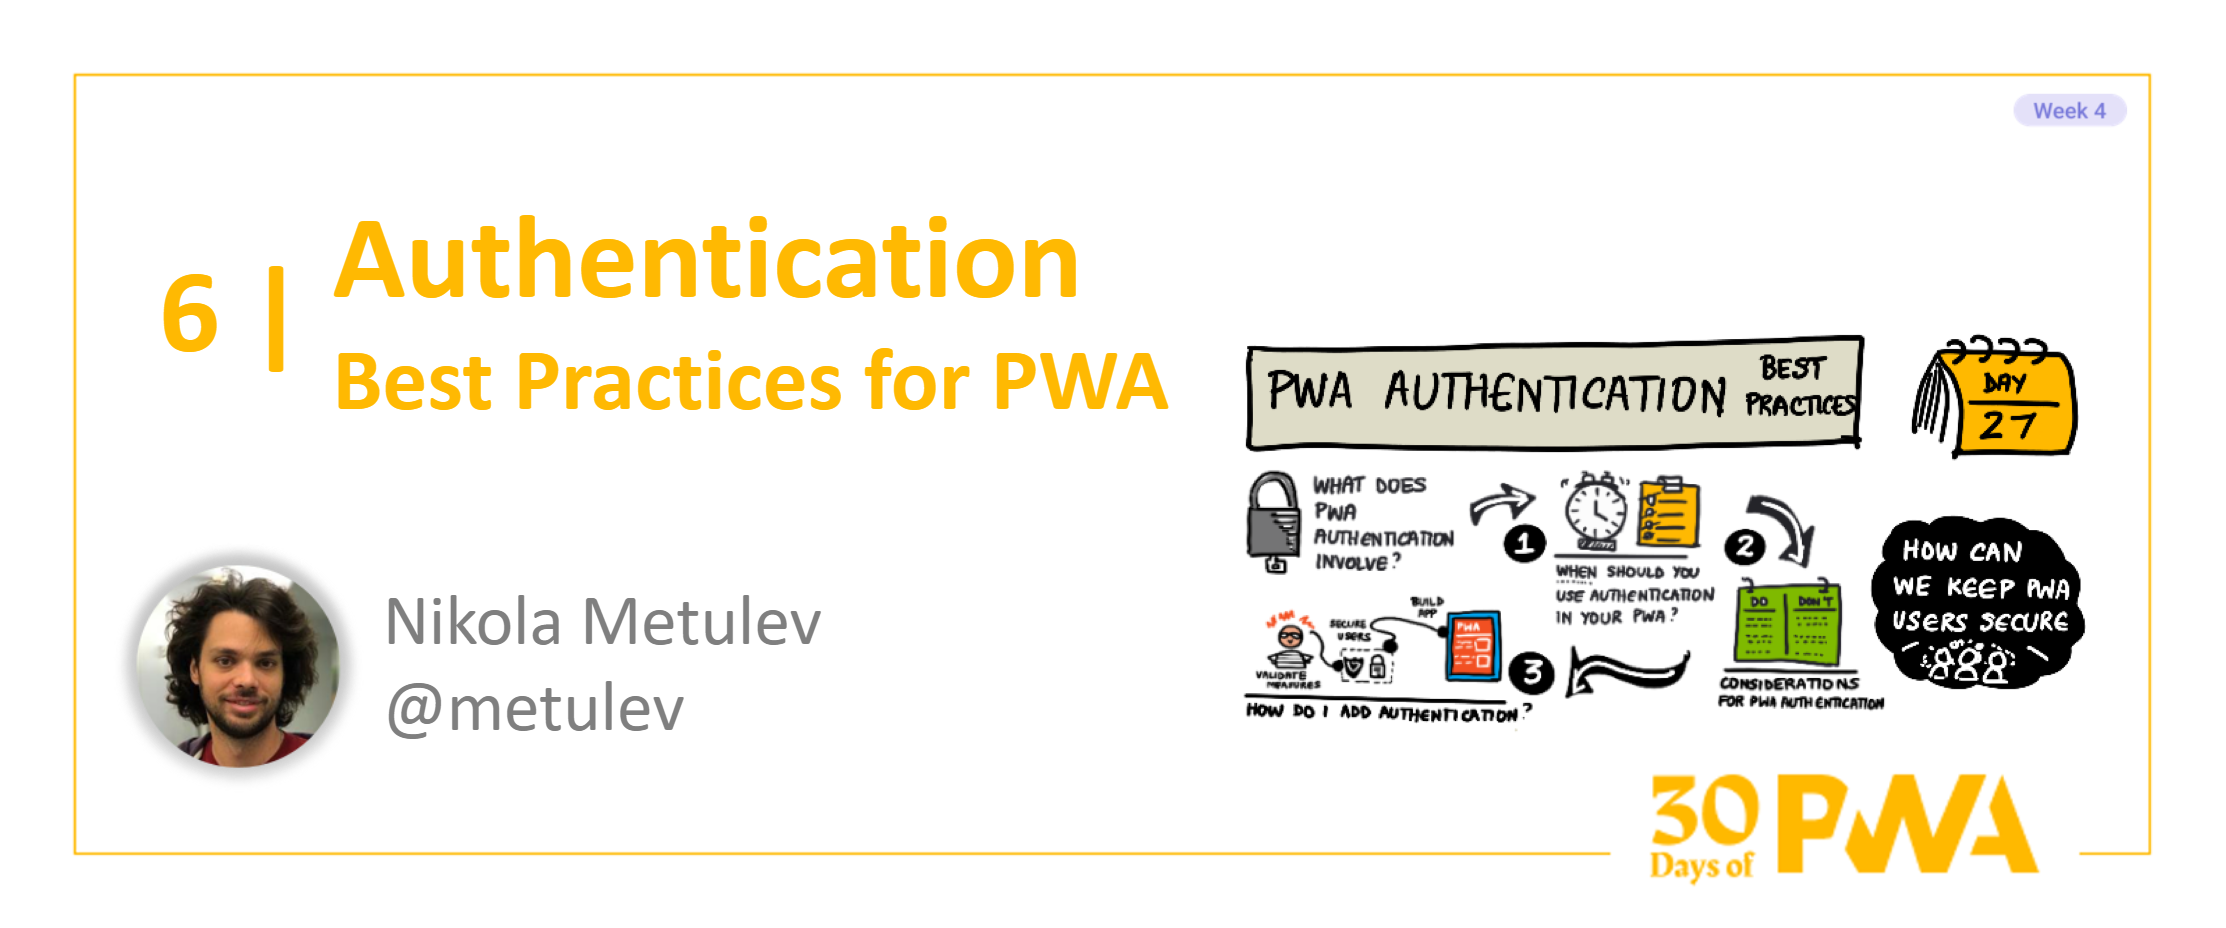 Week 4
6 |
Authentication
Best Practices for PWA
Nikola Metulev
@metulev
PWA AUTHENTICATION
BEST
PRACTICES
DAY
27
WHAT DOES
PWA
AUTHENTICATION
INVOLVE?
1
WHEN SHOULD YOU
USE AUTHENTICATION
IN YOUR PWA?
2
DO
DON'T
CONSIDERATIONS
FOR PWA AUTHENTICATION
3
BUILD
APP
SECURE
USERS
PWA
VALIDATE
MEASURES
HOW DO I ADD AUTHENTICATION?
HOW CAN
WE KEEP PWA
USERS SECURE
30
Days of
PWA